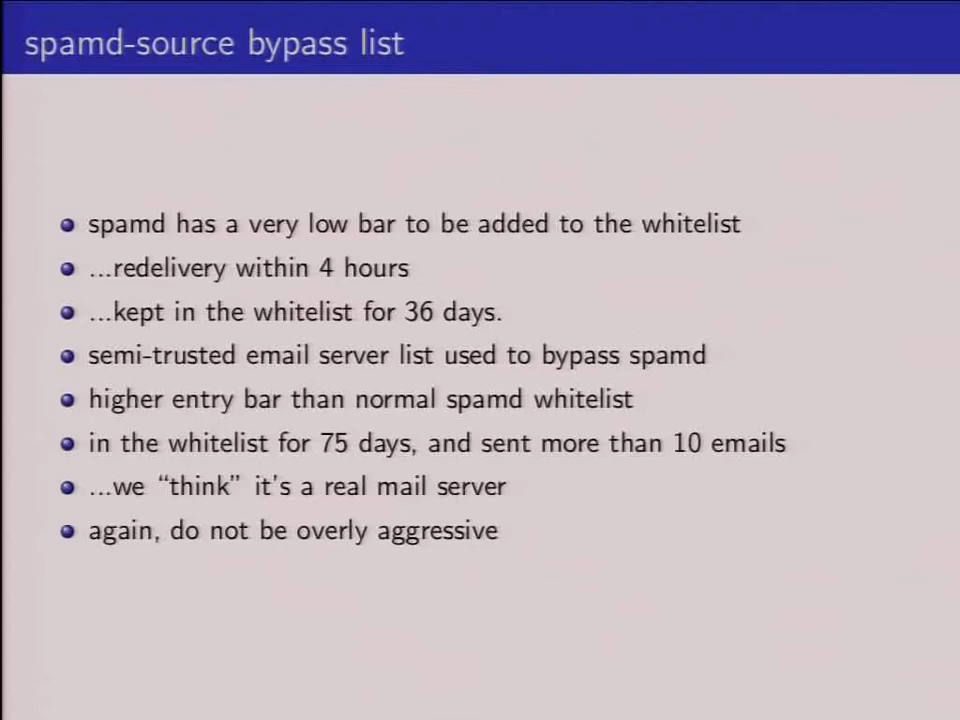 spamd-source bypass list
spamd has a very low bar to be added to the whitelist
...redelivery within 4 hours
...kept in the whitelist for 36 days.
semi-trusted email server list used to bypass spamd
higher entry bar than normal spamd whitelist
in the whitelist for 75 days, and sent more than 10 emails
...we “think” it's a real mail server
again, do not be overly aggressive